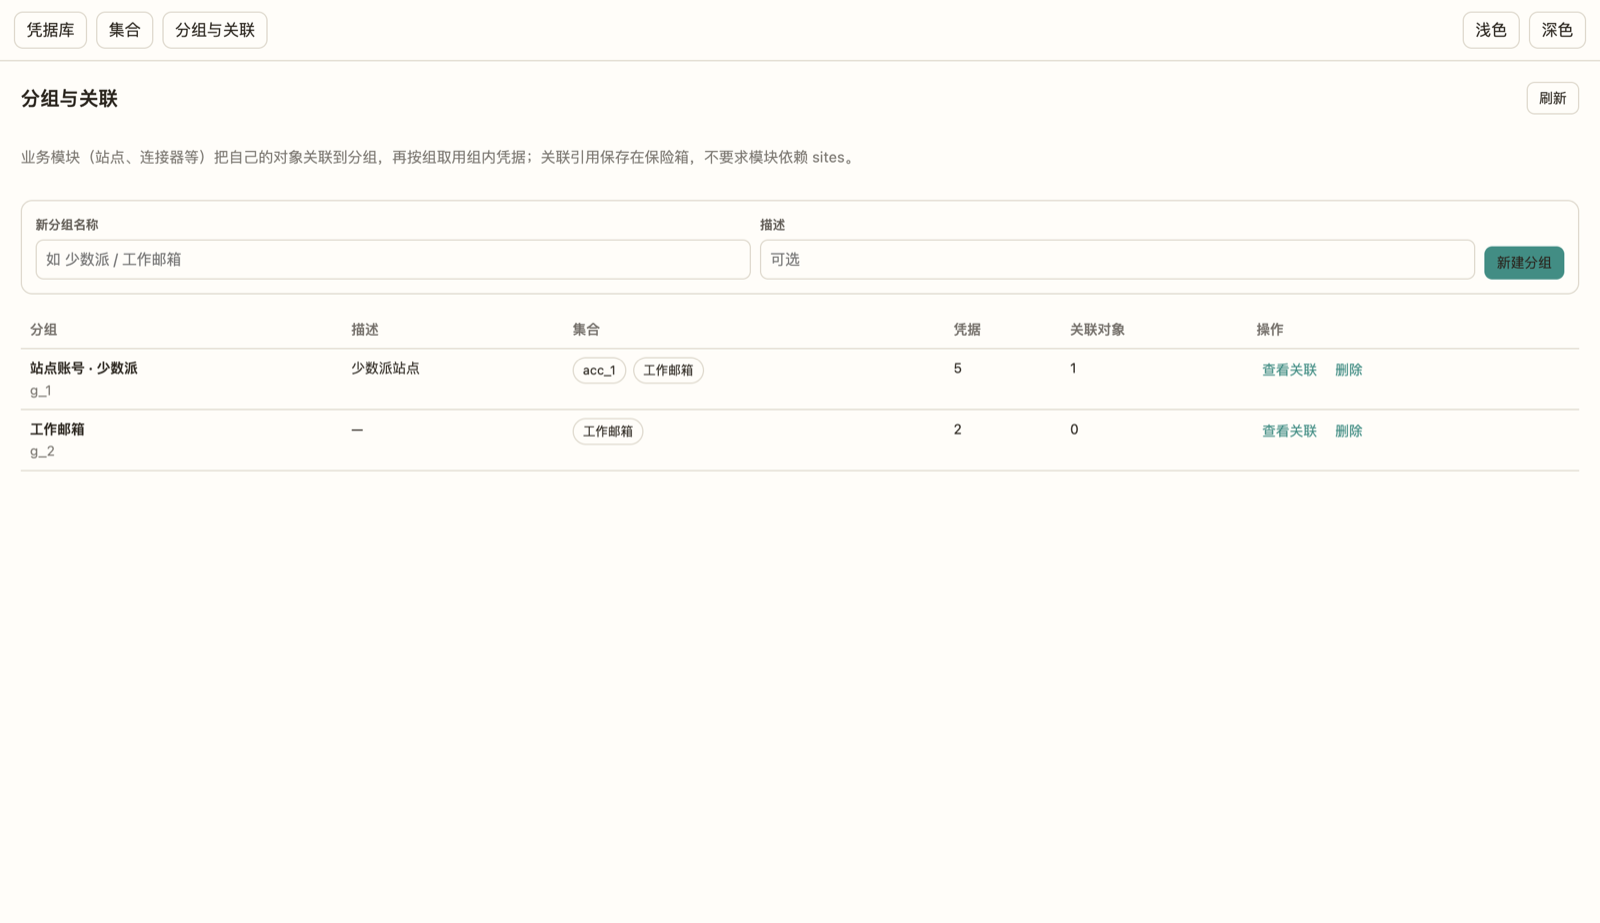 凭据库 集合 分组与关联 浅色 深色
分组与关联 刷新
业务模块（站点、连接器等）把自己的对象关联到分组，再按组取用组内凭据；关联引用保存在保险箱，不要求模块依赖 sites。
新分组名称 描述
如 少数派 / 工作邮箱 可选 新建分组
分组 描述 集合 凭据 关联对象 操作
站点账号 · 少数派 少数派站点 acc_1 工作邮箱 5 1 查看关联 删除
g_1
工作邮箱 — 工作邮箱 2 0 查看关联 删除
g_2